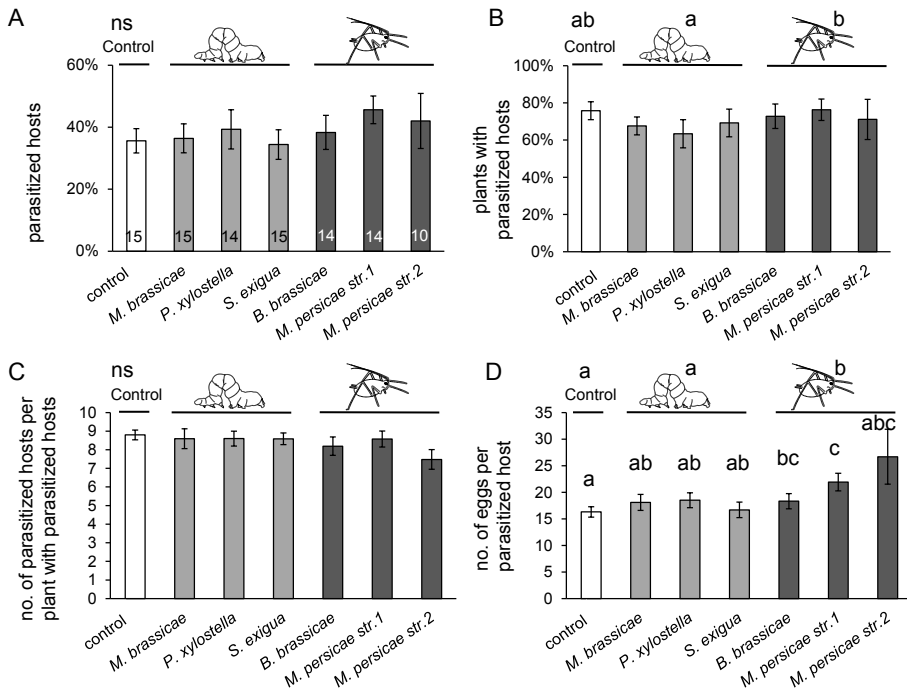 A
ns
Control
60%
40%
20%
0%
parasitized hosts
15
15
14
15
14
14
10
control
M. brassicae
P. xylostella
S. exigua
B. brassicae
M. persicae str.1
M. persicae str.2
B
ab
a
b
Control
100%
80%
60%
40%
20%
0%
plants with
parasitized hosts
control
M. brassicae
P. xylostella
S. exigua
B. brassicae
M. persicae str.1
M. persicae str.2
C
ns
Control
10
9
8
7
6
5
4
3
2
1
0
no. of parasitized hosts per
plant with parasitized hosts
control
M. brassicae
P. xylostella
S. exigua
B. brassicae
M. persicae str.1
M. persicae str.2
D
a
a
b
Control
35
30
25
20
15
10
5
0
no. of eggs per
parasitized host
a
ab
ab
ab
bc
c
abc
control
M. brassicae
P. xylostella
S. exigua
B. brassicae
M. persicae str.1
M. persicae str.2